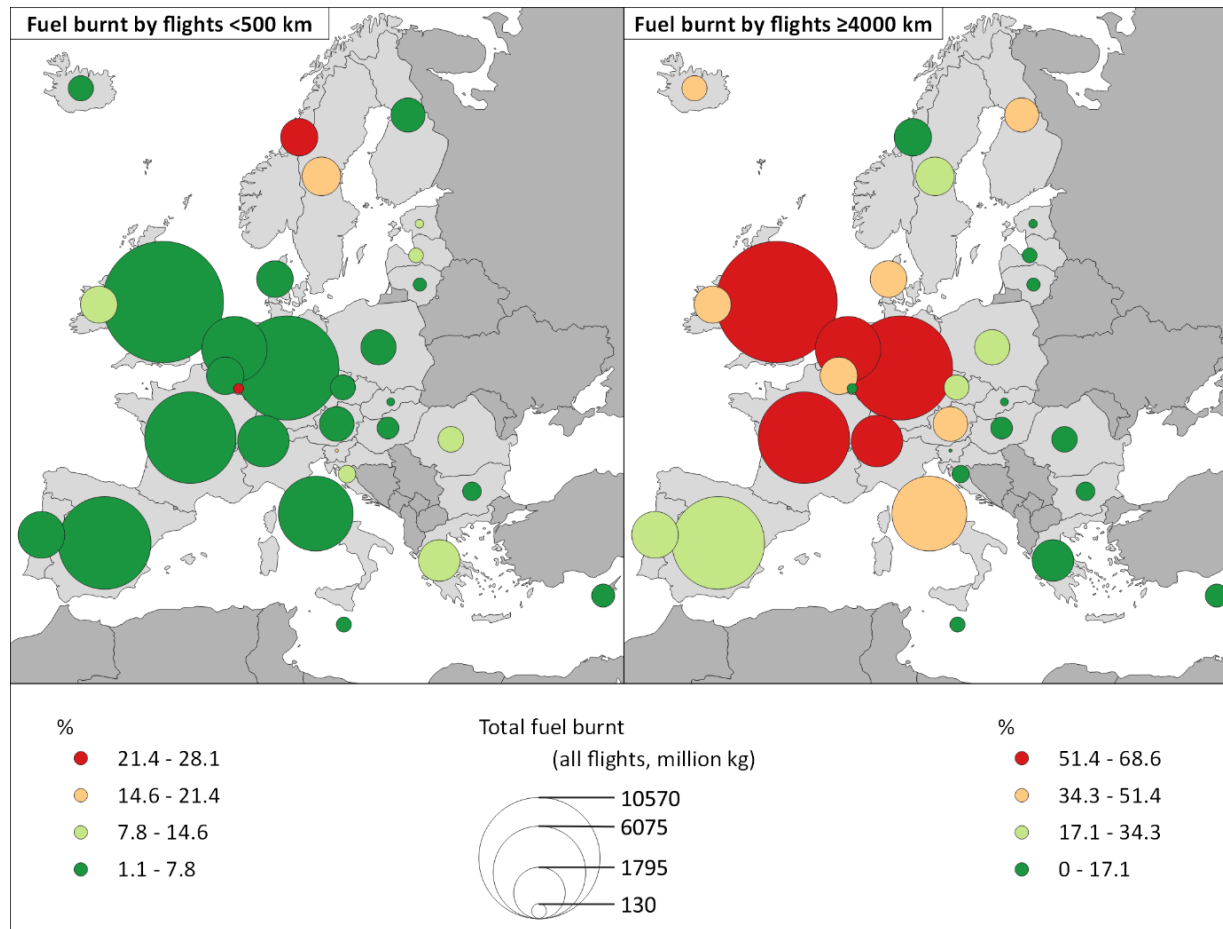 Fuel burnt by flights <500 km
Fuel burnt by flights ≥4000 km
%
21.4 - 28.1
14.6 - 21.4
7.8 - 14.6
1.1 - 7.8
Total fuel burnt
(all flights, million kg)
10570
6075
1795
130
%
51.4 - 68.6
34.3 - 51.4
17.1 - 34.3
0 - 17.1